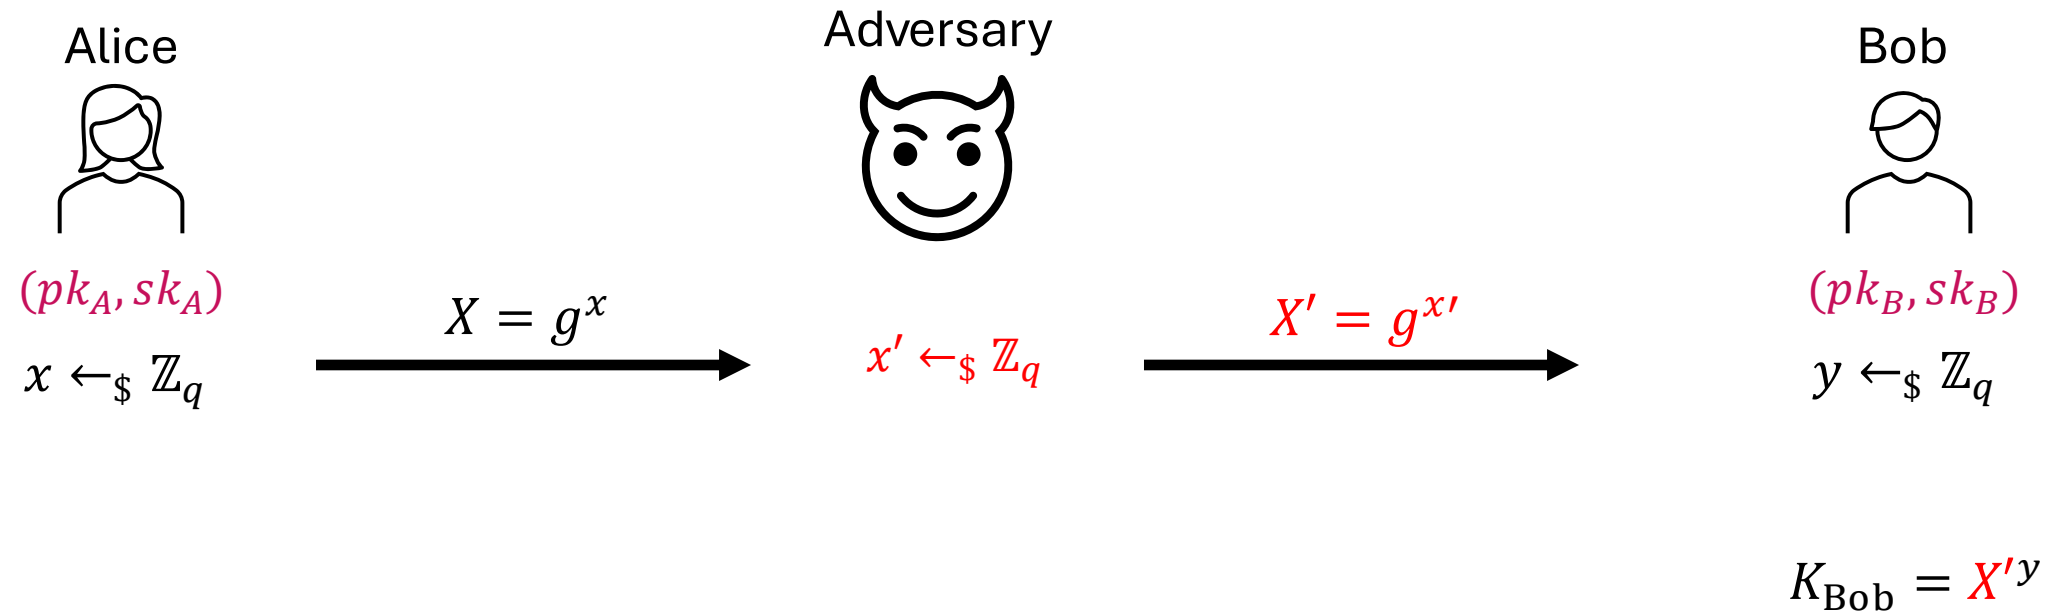 Alice
Adversary
Bob
(pk_A, sk_A)
X = g^x
X′ = g^{x′}
(pk_B, sk_B)
x ←_$ ℤ_q
x′ ←_$ ℤ_q
y ←_$ ℤ_q
K_Bob = X′^y